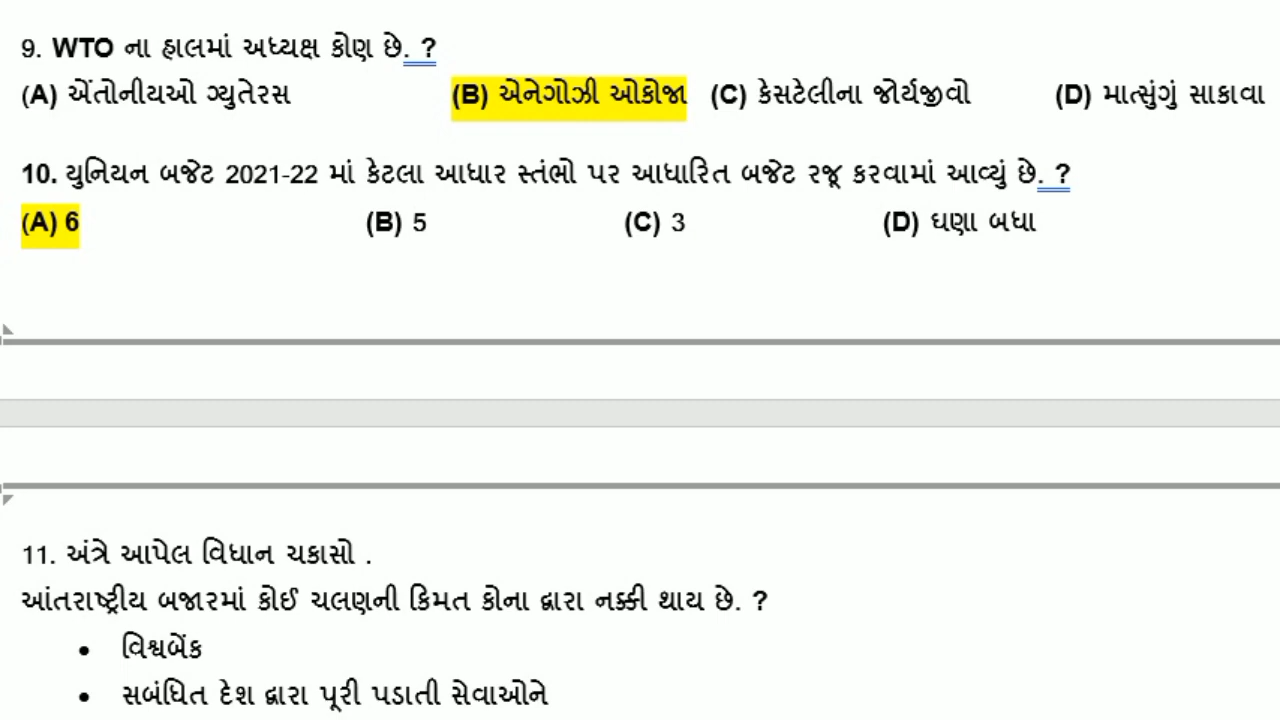 9. WTO ના હાલમાં અધ્યક્ષ કોણ છે. ?
(A) એંતોનીયઓ ગ્યુતેરસ (B) એનેગોઝી ઓકોજા (C) કેસટેલીના જોર્યજીવો (D) માત્સુંગું સાકાવા
10. યુનિયન બજેટ 2021-22 માં કેટલા આધાર સ્તંભો પર આધારિત બજેટ રજૂ કરવામાં આવ્યું છે. ?
(A) 6 (B) 5 (C) 3 (D) ઘણા બધા
11. અંત્રે આપેલ વિધાન ચકાસો .
આંતરાષ્ટ્રીય બજારમાં કોઈ ચલણની કિમત કોના દ્વારા નક્કી થાય છે. ?
• વિશ્વબેંક
• સબંધિત દેશ દ્વારા પૂરી પડાતી સેવાઓને